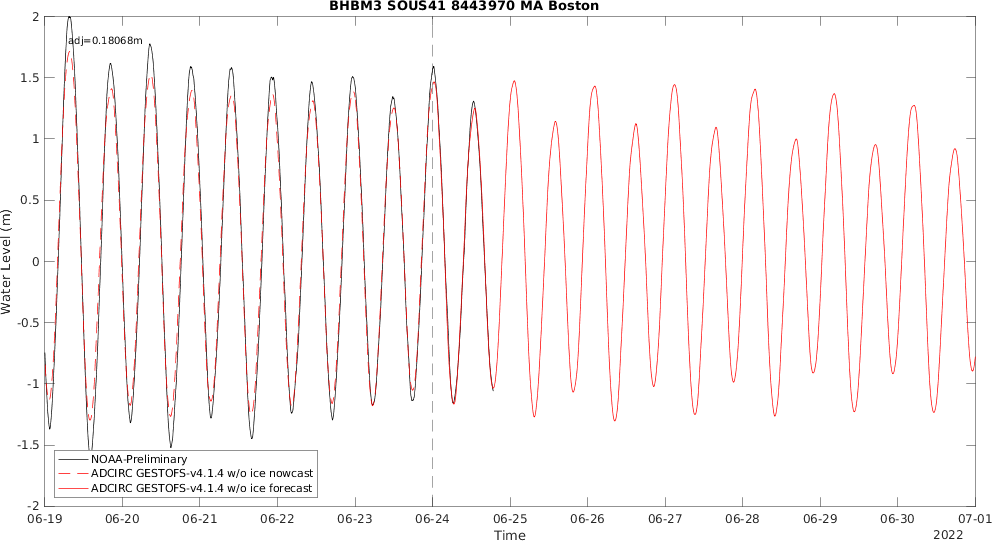 BHBM3 SOUS41 8443970 MA Boston
adj=0.18068m
Water Level (m)
2
1.5
1
0.5
0
-0.5
-1
-1.5
-2
NOAA-Preliminary
ADCIRC GESTOFS-v4.1.4 w/o ice nowcast
ADCIRC GESTOFS-v4.1.4 w/o ice forecast
06-19 06-20 06-21 06-22 06-23 06-24 06-25 06-26 06-27 06-28 06-29 06-30 07-01
Time
2022